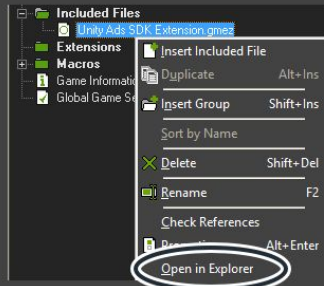 Included Files
Unity Ads SDK Extension.gmez
Extensions
Macros
Game Informatio
Global Game Se
Insert Included File
Duplicate Alt+Ins
Insert Group Shift+Ins
Sort by Name
Delete Shift+Del
Rename F2
Check References
Properties Alt+Enter
Open in Explorer